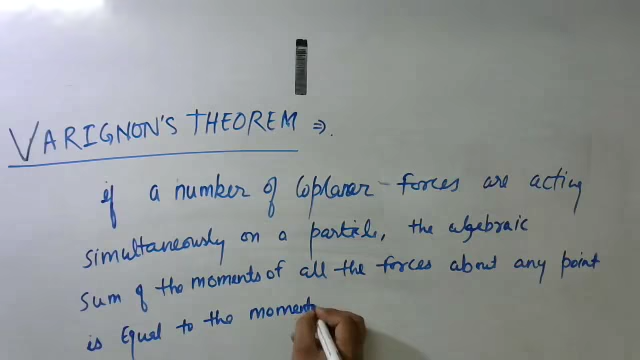 VARIGNON'S THEOREM ⇒.
if a number of Coplanar - forces are acting
simultaneously on a particle, the algebraic
sum of the moments of all the forces about any point
is Equal to the moment